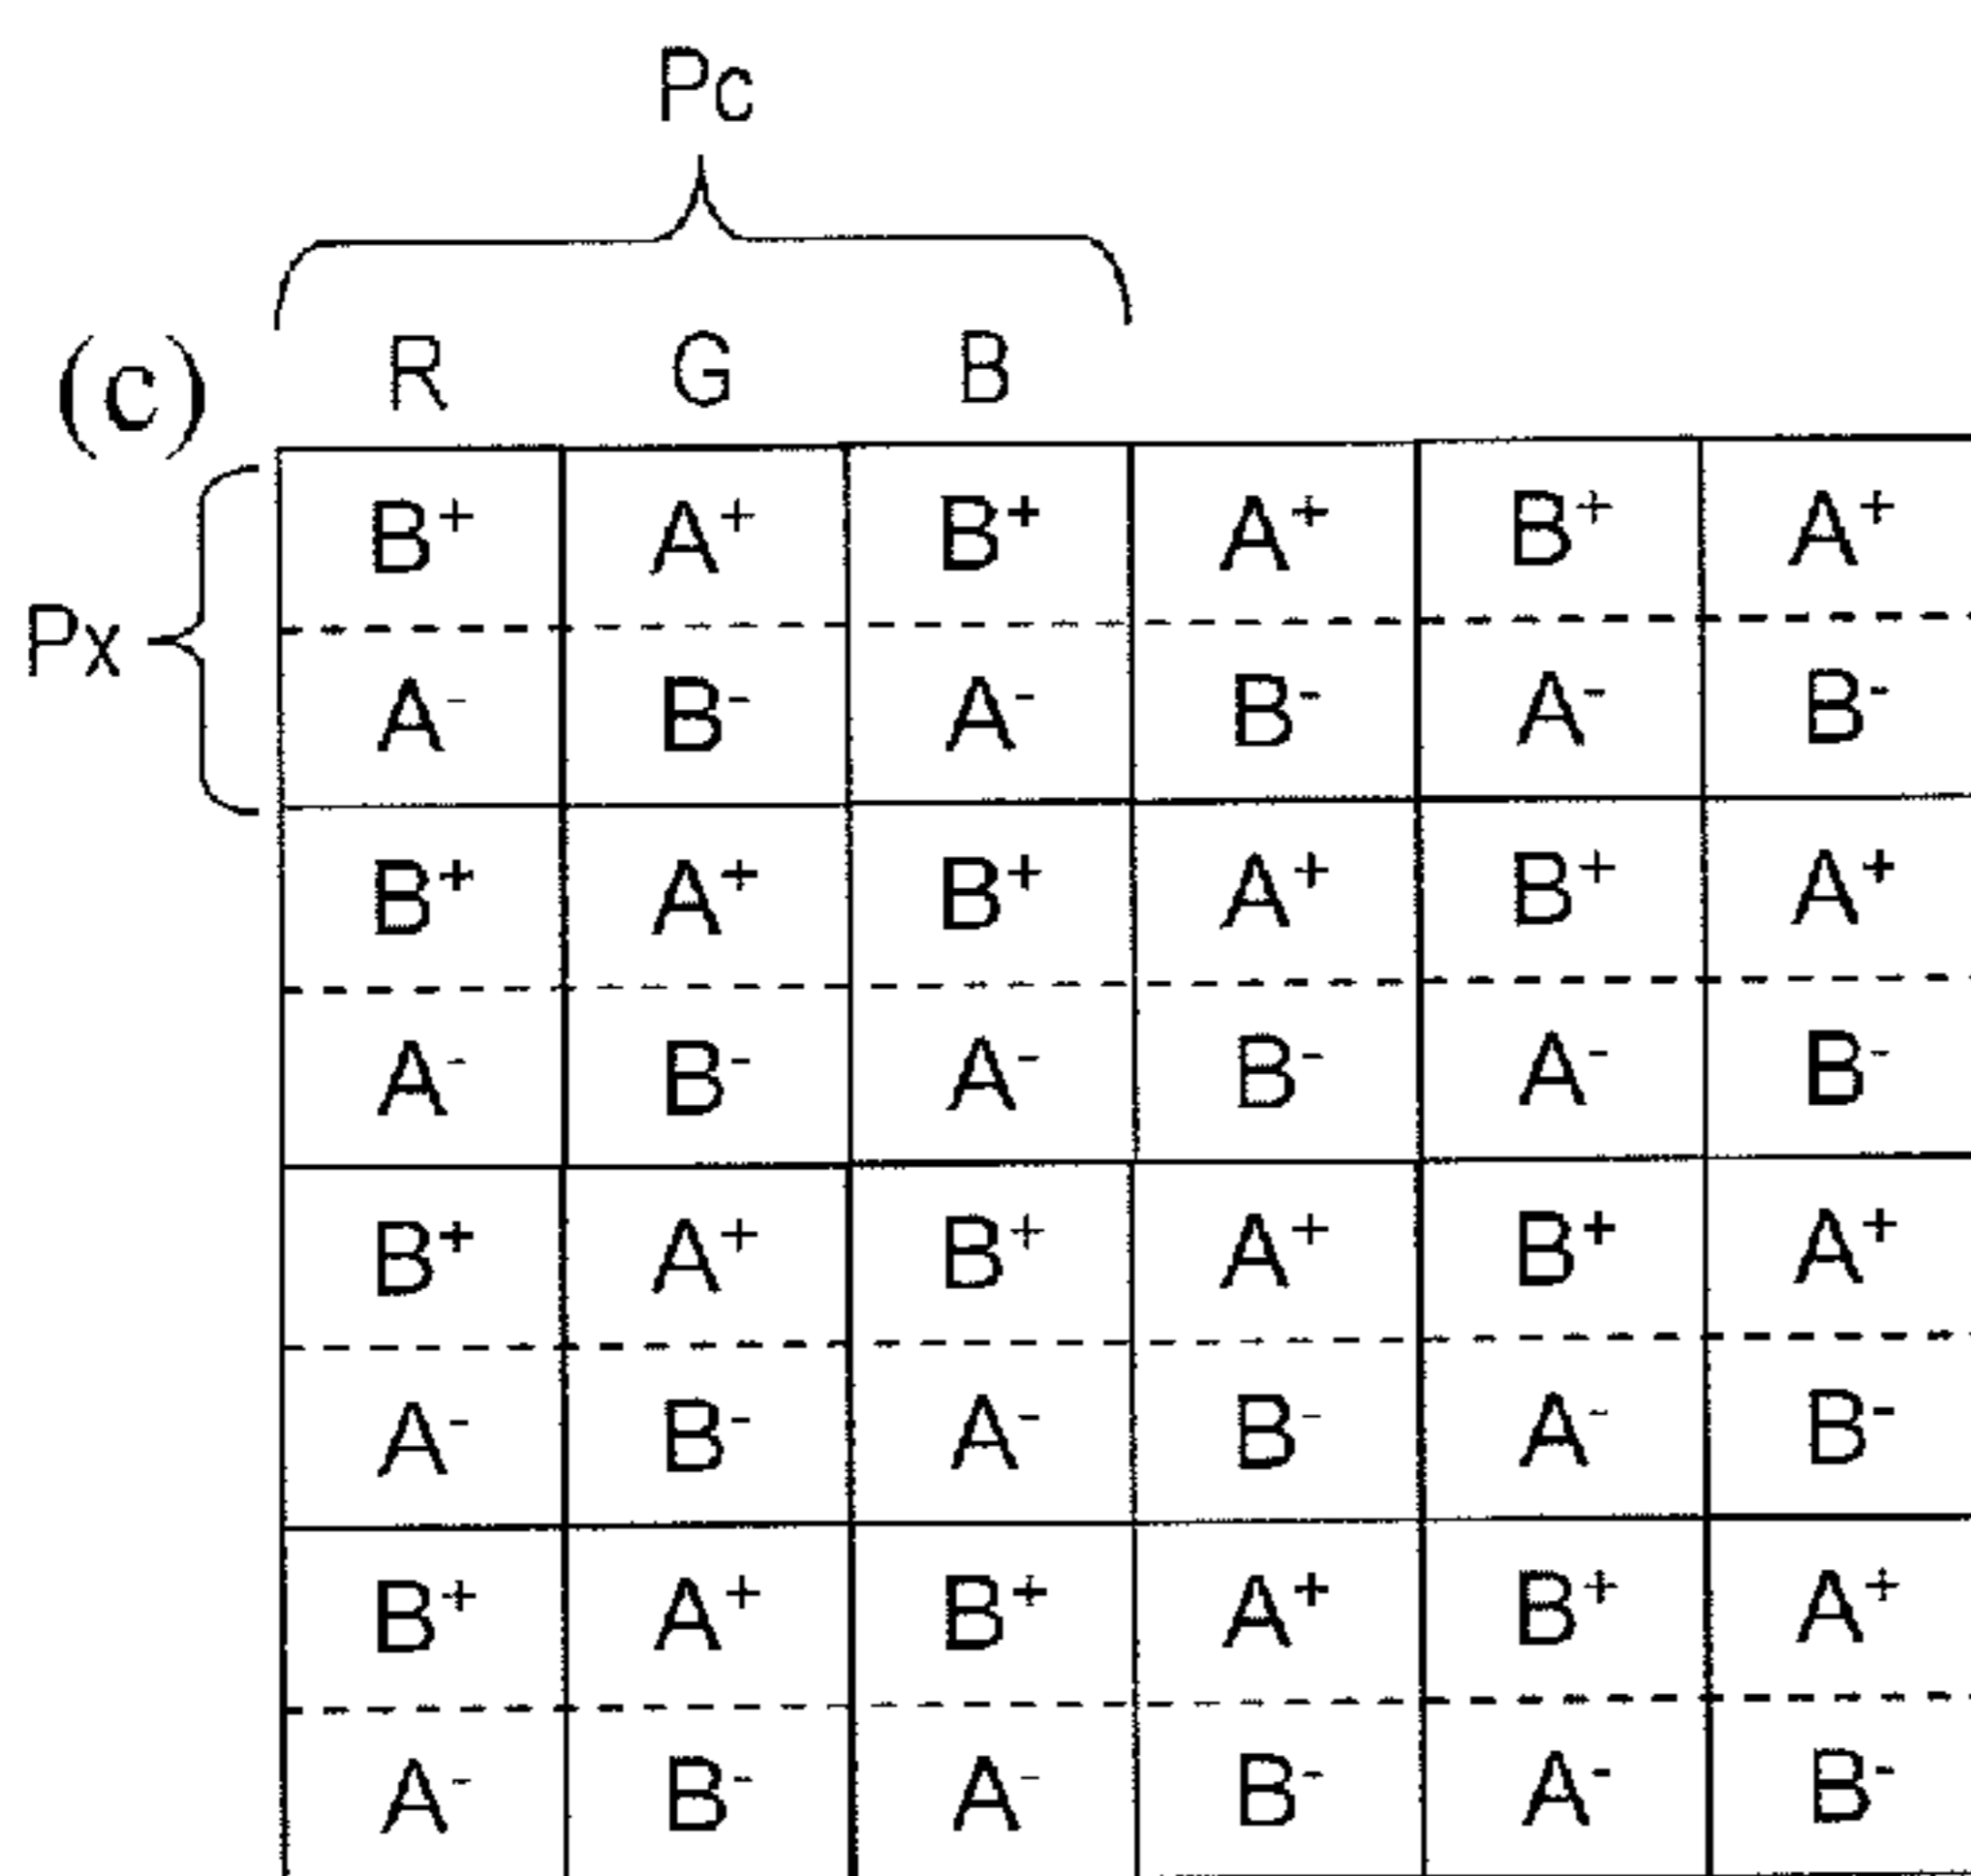 Pc
(c) R G B
B+ A+ B+ A+ B+ A+
Px
A- B- A- B- A- B-
B+ A+ B+ A+ B+ A+
A- B- A- B- A- B-
B+ A+ B+ A+ B+ A+
A- B- A- B- A- B-
B+ A+ B+ A+ B+ A+
A- B- A- B- A- B-